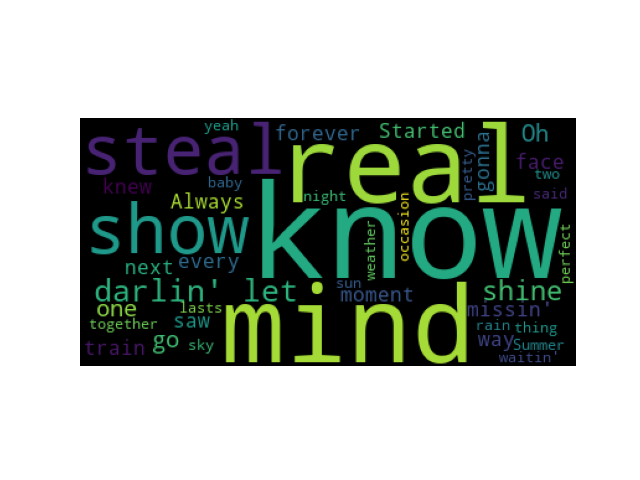 yeah
forever
Started
Oh
steal
real
pretty
gonna
face
two
knew
baby
night
said
Always
know
occasion
show
weather
perfect
next
every
sun
darlin' let
moment
shine
one
lasts
mind
missin'
together
saw
rain
thing
train
go
sky
way
Summer
waitin'